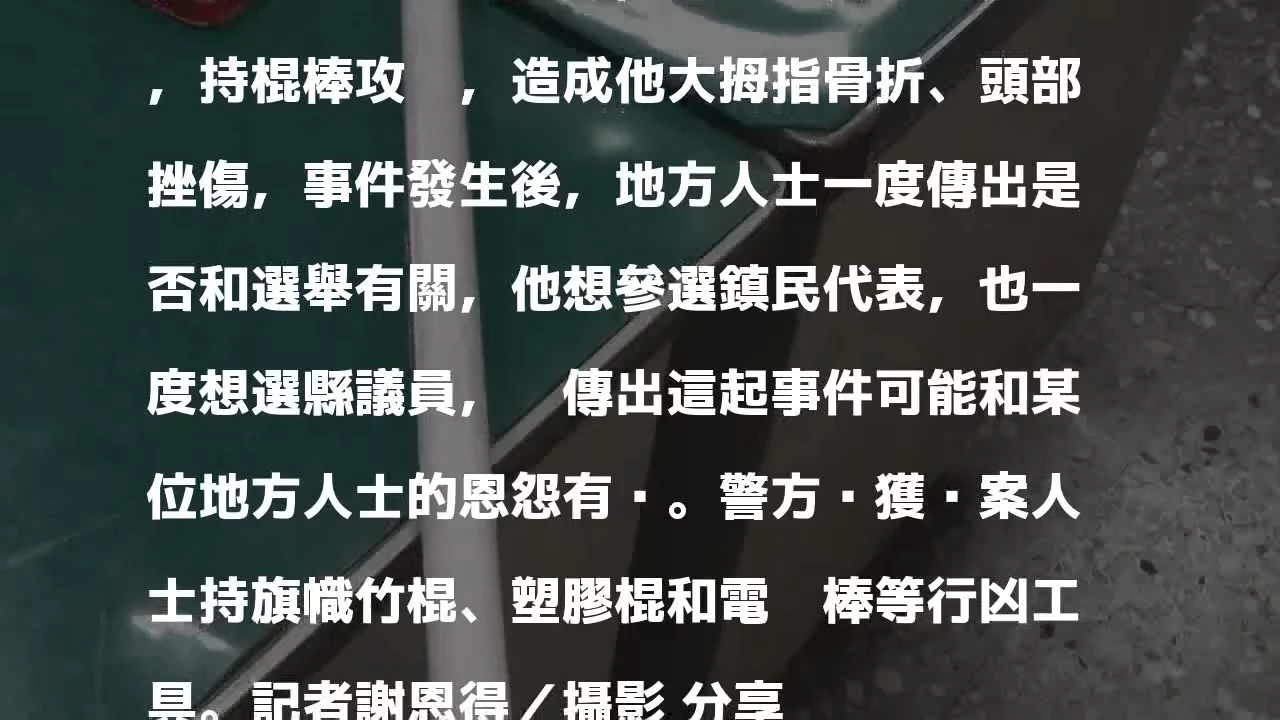 ，持棍棒攻　，造成他大拇指骨折、頭部
挫傷，事件發生後，地方人士一度傳出是
否和選舉有關，他想參選鎮民代表，也一
度想選縣議員，　傳出這起事件可能和某
位地方人士的恩怨有▪。警方▪獲▪案人
士持旗幟竹棍、塑膠棍和電　棒等行凶工
具。記者謝恩得／攝影 分享